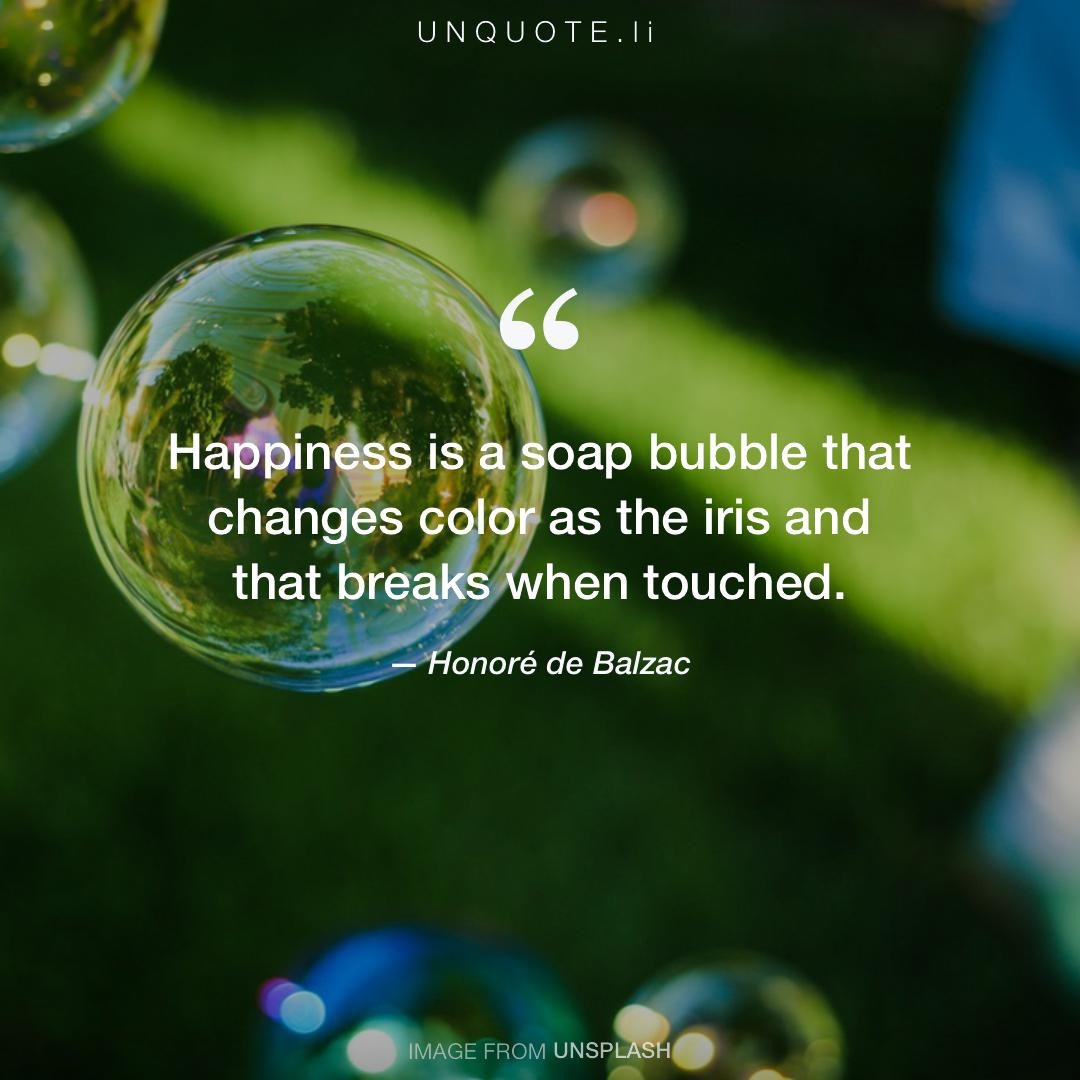 UNQUOTE.li
“
Happiness is a soap bubble that
changes color as the iris and
that breaks when touched.
— Honoré de Balzac
IMAGE FROM UNSPLASH